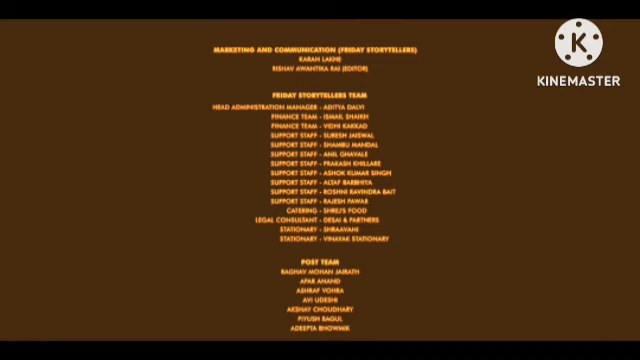 MARKETING AND COMMUNICATION (FRIDAY STORYTELLERS)
KARAN LAKHE
RISHAV AWANTIKA RAI (EDITOR)
FRIDAY STORYTELLERS TEAM
HEAD ADMINISTRATION MANAGER - ADITYA DALVI
FINANCE TEAM - ISMAIL SHAIKH
FINANCE TEAM - VIDHI KAKKAD
SUPPORT STAFF - SURESH JAISWAL
SUPPORT STAFF - SHAMBU MANDAL
SUPPORT STAFF - ANIL GHAVALE
SUPPORT STAFF - PRAKASH KHILLARE
SUPPORT STAFF - ASHOK KUMAR SINGH
SUPPORT STAFF - ALTAF BARBHIYA
SUPPORT STAFF - ROSHNI RAVINDRA BAIT
SUPPORT STAFF - RAJESH PAWAR
CATERING - SHREJ'S FOOD
LEGAL CONSULTANT - DESAI & PARTNERS
STATIONARY - SHRAAVANI
STATIONARY - VINAYAK STATIONARY
POST TEAM
RAGHAV MOHAN JAIRATH
APAR ANAND
ASHRAF VOHRA
AVI UDESHI
AKSHAY CHOUDHARY
PIYUSH BAGUL
ADEEPTA BHOWMIK
K
KINEMASTER